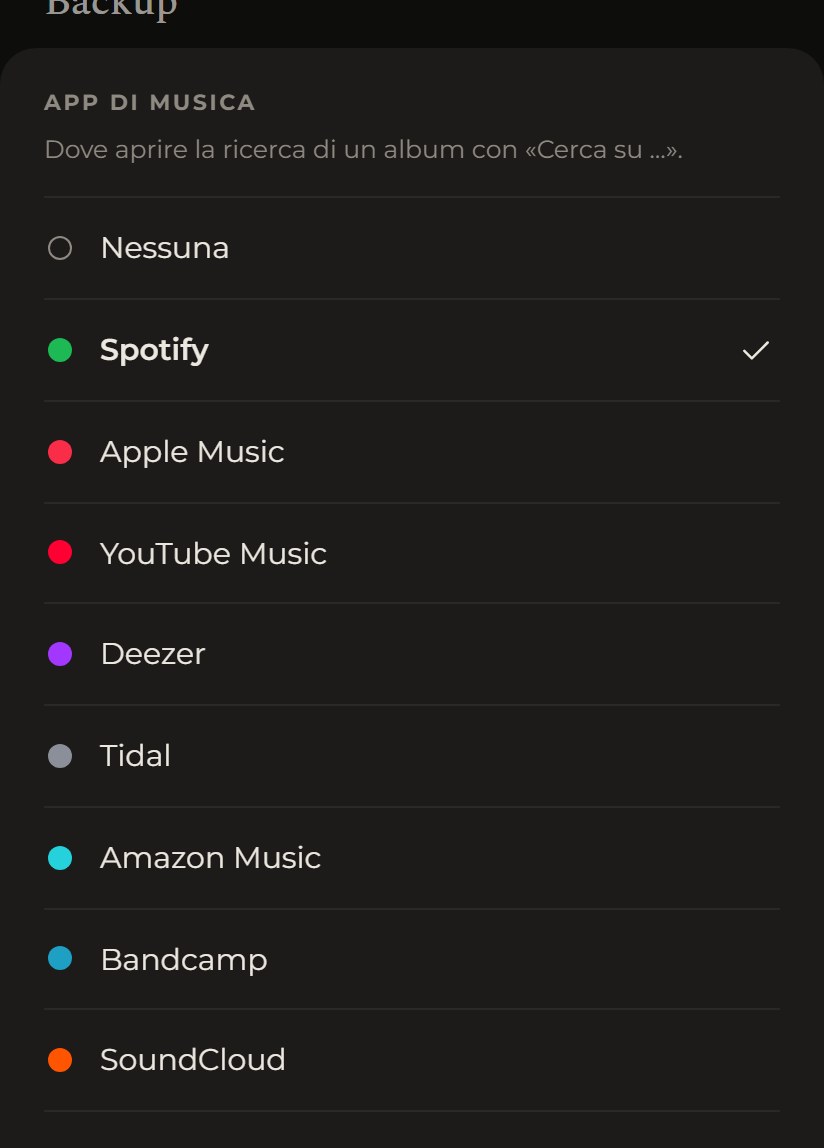 Backup
APP DI MUSICA
Dove aprire la ricerca di un album con «Cerca su ...».
Nessuna
Spotify
Apple Music
YouTube Music
Deezer
Tidal
Amazon Music
Bandcamp
SoundCloud